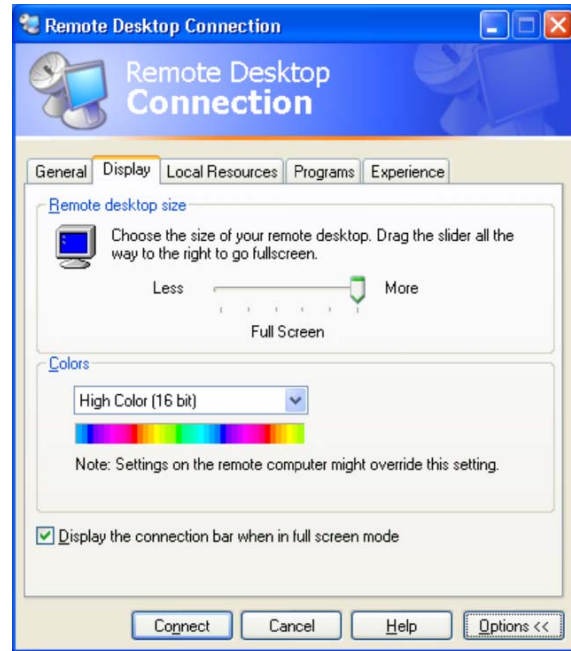 Remote Desktop Connection
Remote Desktop
Connection
General Display Local Resources Programs Experience
Remote desktop size
Choose the size of your remote desktop. Drag the slider all the
way to the right to go fullscreen.
Less More
Full Screen
Colors
High Color (16 bit)
Note: Settings on the remote computer might override this setting.
Display the connection bar when in full screen mode
Connect Cancel Help Options <<